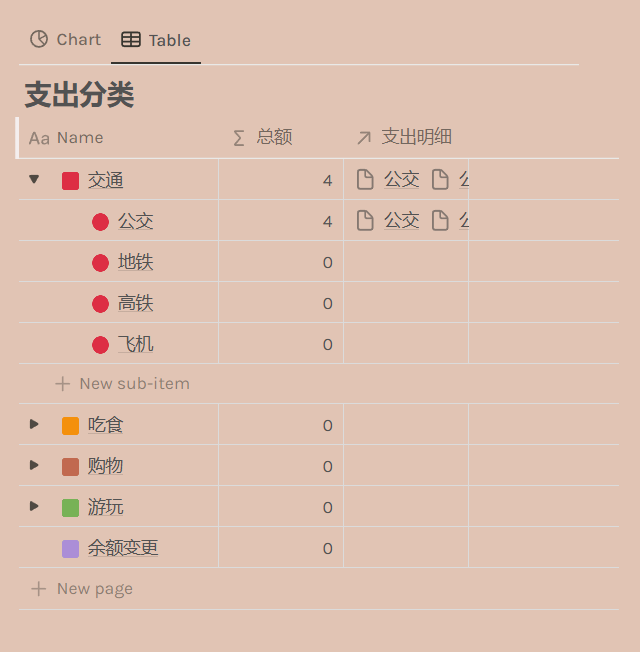 Chart Table
支出分类
Aa Name Σ 总额 支出明细
交通 4 公交
公交 4 公交
地铁 0
高铁 0
飞机 0
New sub-item
吃食 0
购物 0
游玩 0
余额变更 0
New page